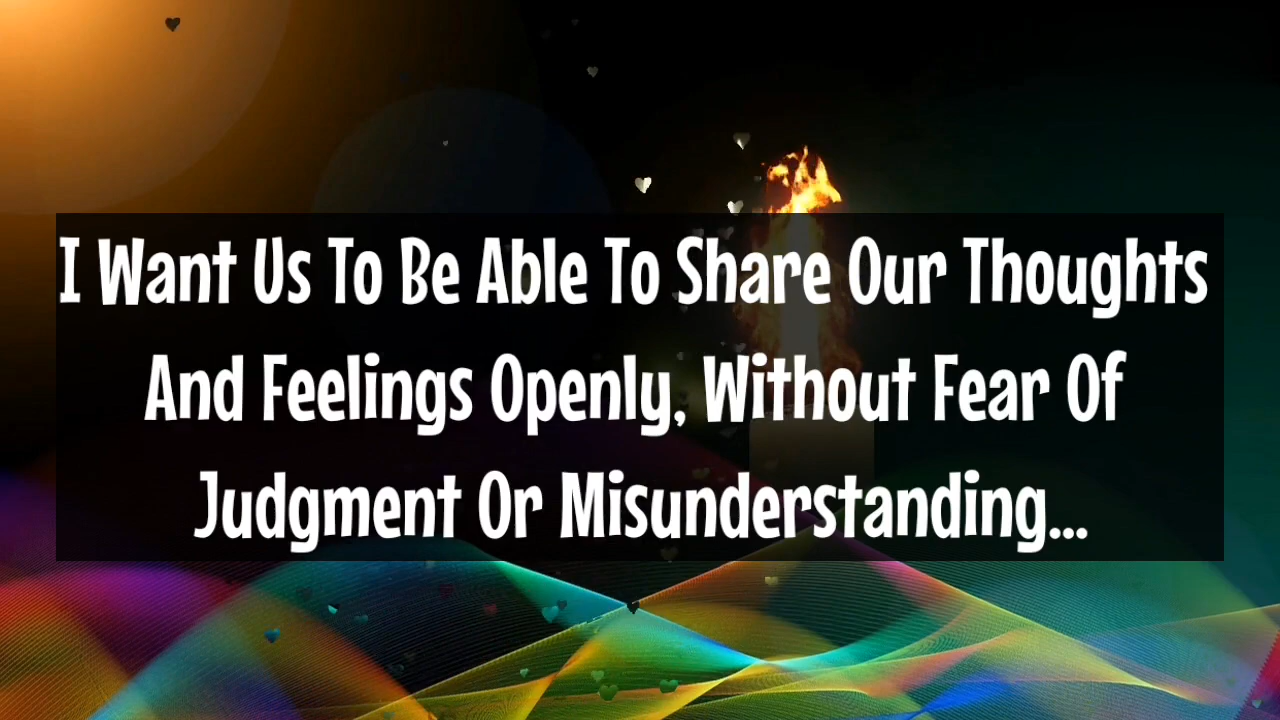 I Want Us To Be Able To Share Our Thoughts
And Feelings Openly, Without Fear Of
Judgment Or Misunderstanding...